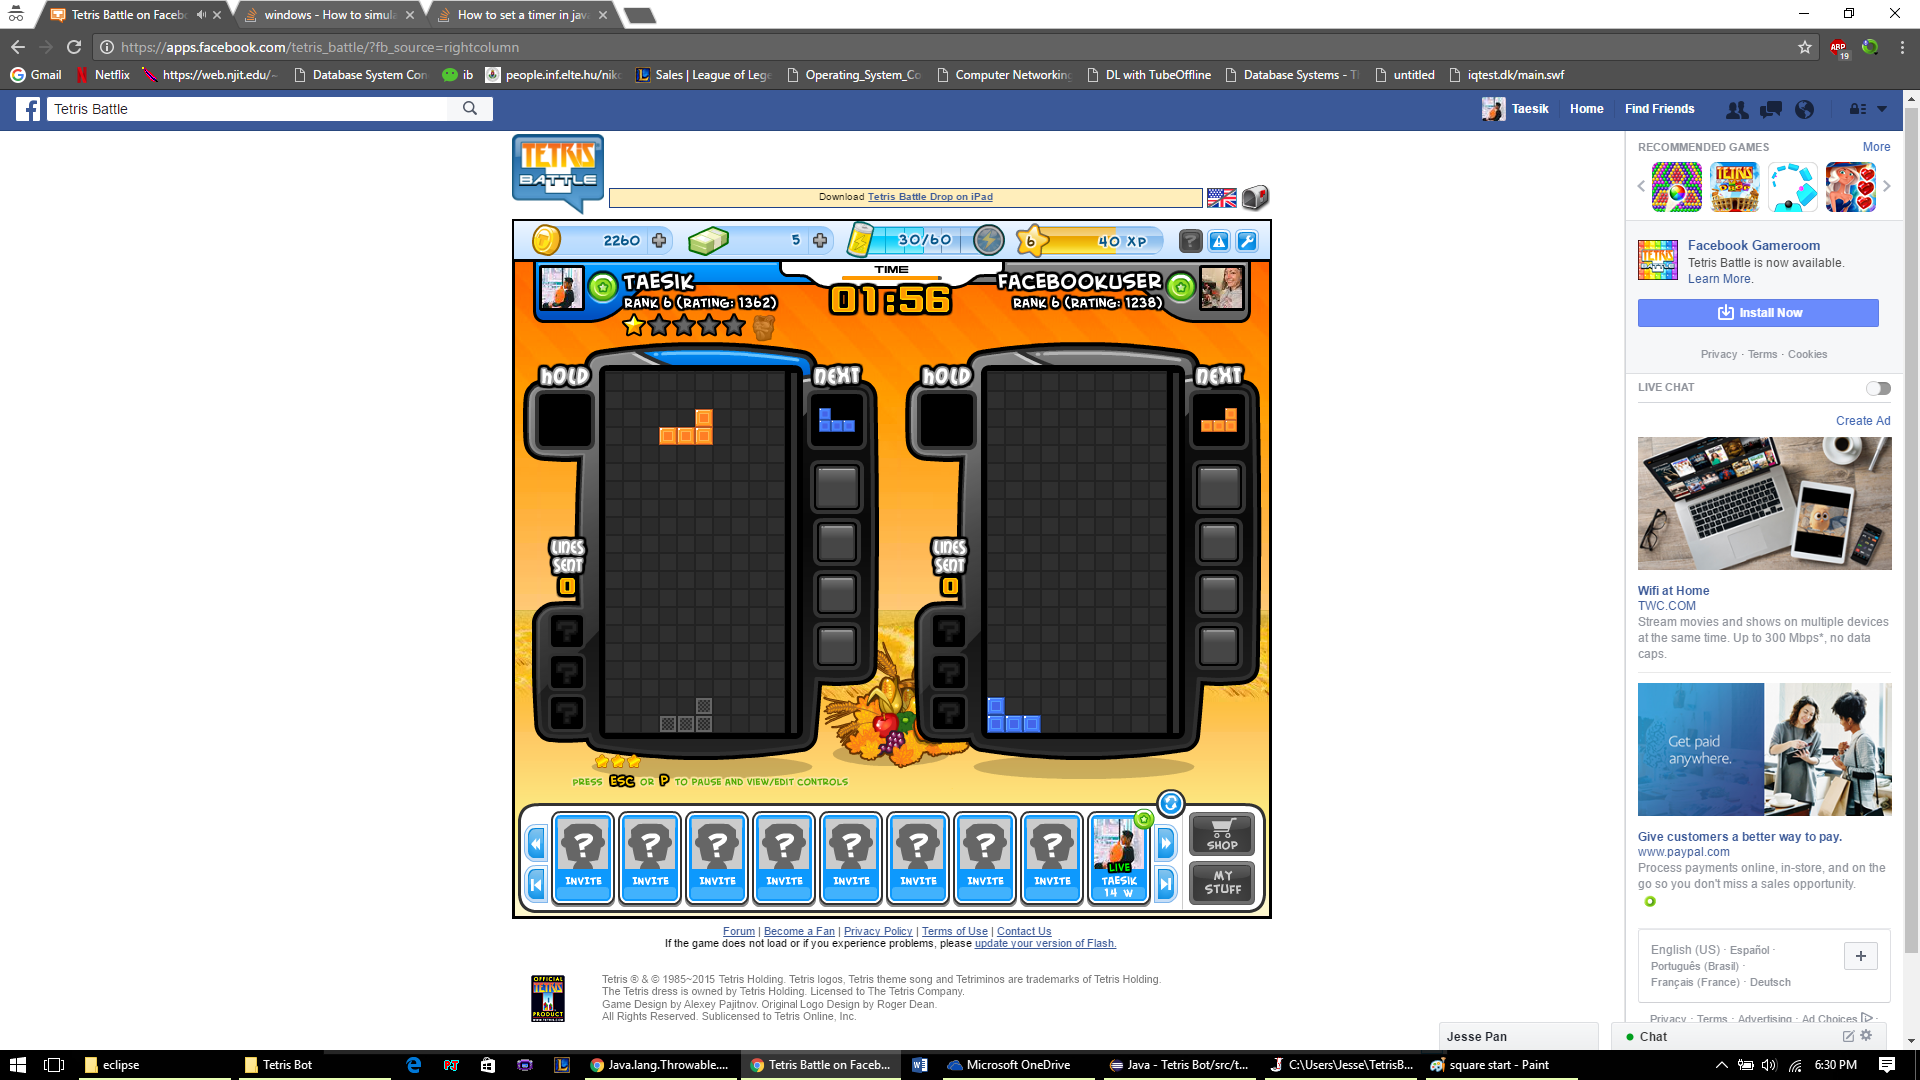 Tetris Battle on Facebo
windows - How to simula
How to set a timer in java
https://apps.facebook.com/tetris_battle/?fb_source=rightcolumn
ABP
19
Gmail
Netflix
https://web.njit.edu/~
Database System Con
ib
people.inf.elte.hu/niko
Sales | League of Lege
Operating_System_Co
Computer Networking
DL with TubeOffline
Database Systems - T
untitled
iqtest.dk/main.swf
Tetris Battle
Taesik
Home
Find Friends
TETRIS
BATTLE
Download Tetris Battle Drop on iPad
2260
5
30/60
6
40 XP
TAESIK
RANK 6 (RATING: 1362)
TIME
01:56
FACEBOOKUSER
RANK 6 (RATING: 1238)
HOLD
NEXT
HOLD
NEXT
LINES
SENT
0
LINES
SENT
0
PRESS ESC OR P TO PAUSE AND VIEW/EDIT CONTROLS
INVITE
INVITE
INVITE
INVITE
INVITE
INVITE
INVITE
INVITE
LIVE
TAESIK
14 W
SHOP
MY
STUFF
Forum | Become a Fan | Privacy Policy | Terms of Use | Contact Us
If the game does not load or if you experience problems, please update your version of Flash.
OFFICIAL
TETRIS
PRODUCT
Tetris ® & © 1985~2015 Tetris Holding. Tetris logos, Tetris theme song and Tetriminos are trademarks of Tetris Holding.
The Tetris dress is owned by Tetris Holding. Licensed to The Tetris Company.
Game Design by Alexey Pajitnov. Original Logo Design by Roger Dean.
All Rights Reserved. Sublicensed to Tetris Online, Inc.
RECOMMENDED GAMES
More
Facebook Gameroom
Tetris Battle is now available.
Learn More.
Install Now
Privacy · Terms · Cookies
LIVE CHAT
Create Ad
Wifi at Home
TWC.COM
Stream movies and shows on multiple devices
at the same time. Up to 300 Mbps*, no data
caps.
Get paid
anywhere.
Give customers a better way to pay.
www.paypal.com
Process payments online, in-store, and on the
go so you don't miss a sales opportunity.
English (US) · Español ·
Português (Brasil) ·
Français (France) · Deutsch
Privacy · Terms · Advertising · Ad Choices
Jesse Pan
Chat
eclipse
Tetris Bot
Java.lang.Throwable....
Tetris Battle on Faceb...
Microsoft OneDrive
Java - Tetris Bot/src/t...
C:\Users\Jesse\TetrisB...
square start - Paint
6:30 PM